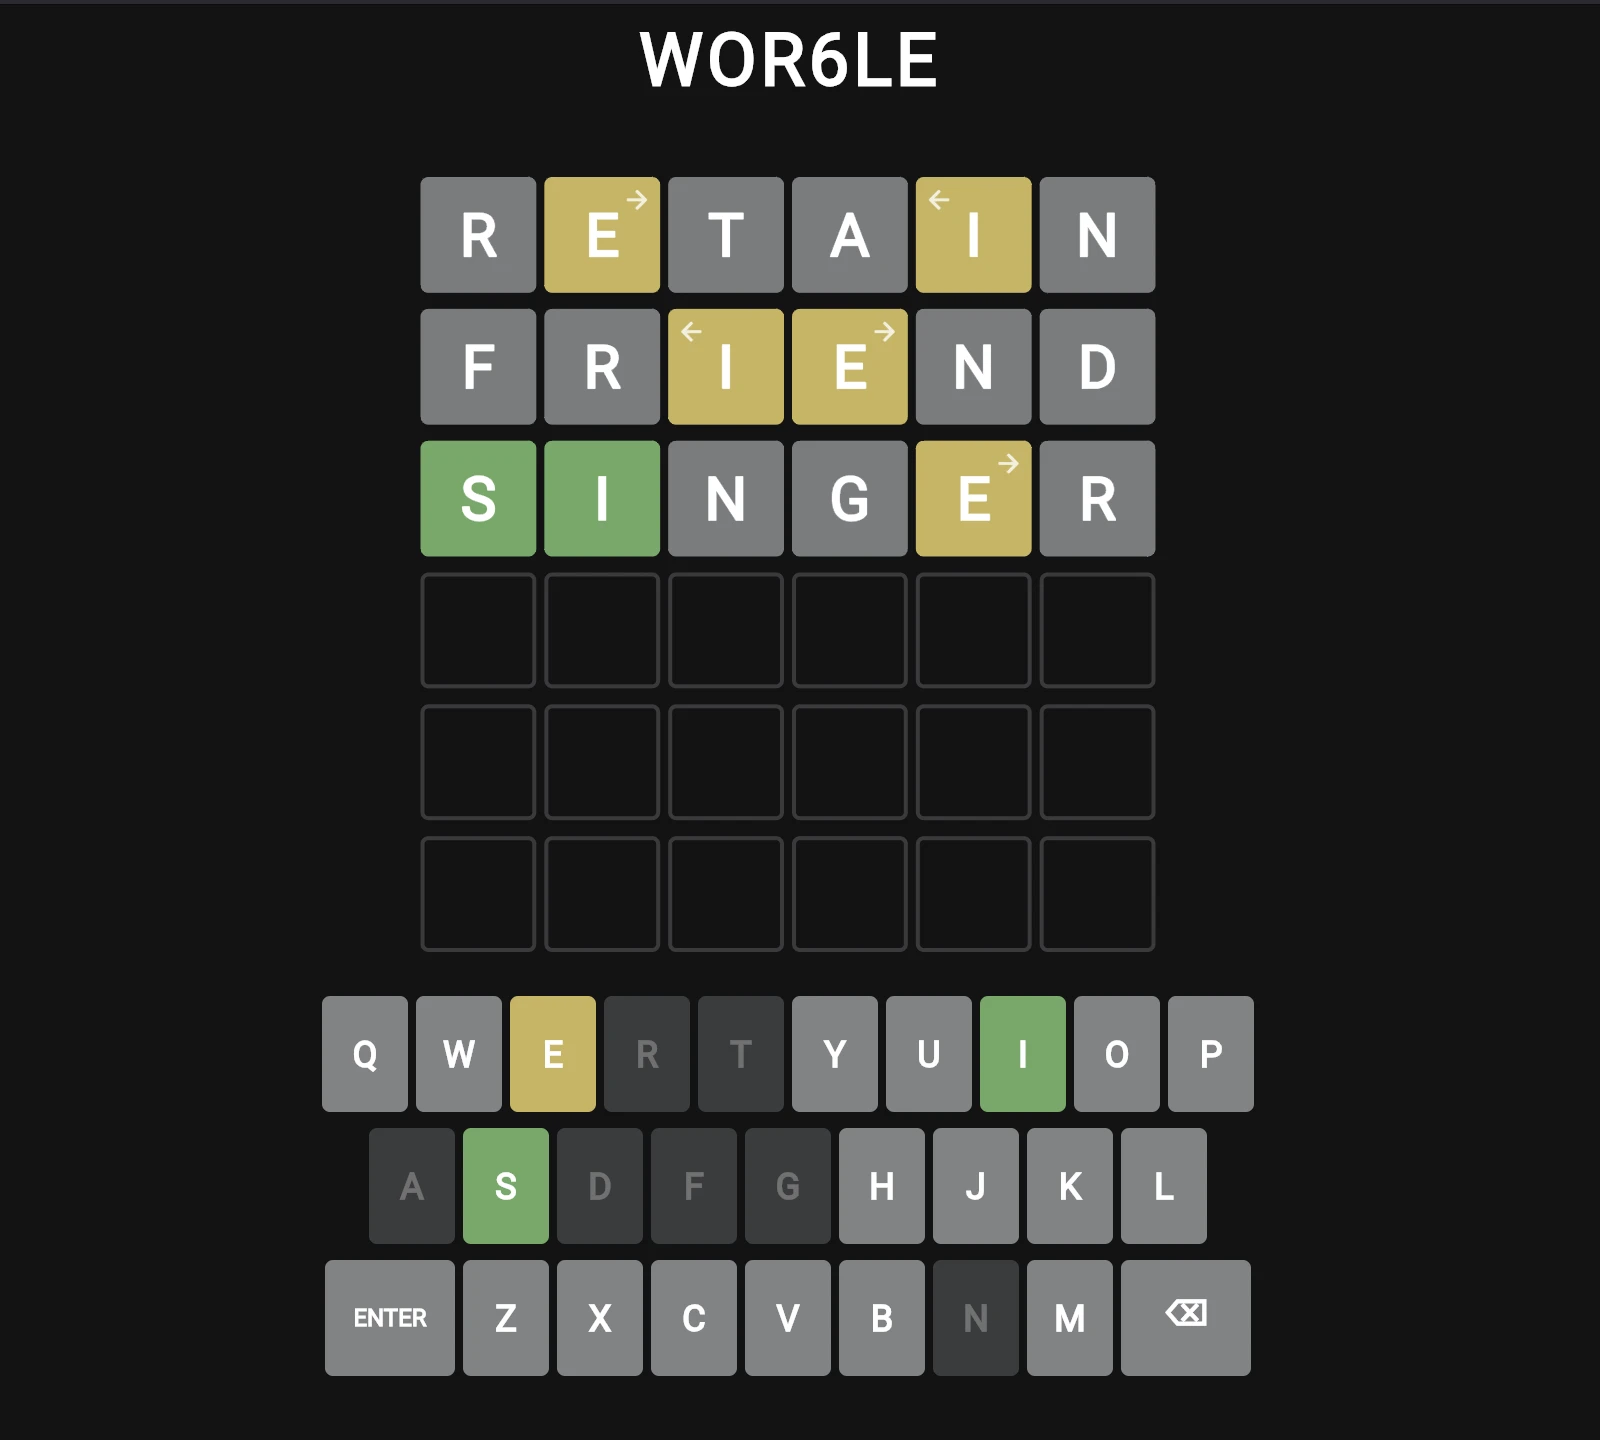 WOR6LE
R E T A I N
F R I E N D
S I N G E R
Q W E R T Y U I O P
A S D F G H J K L
ENTER Z X C V B N M